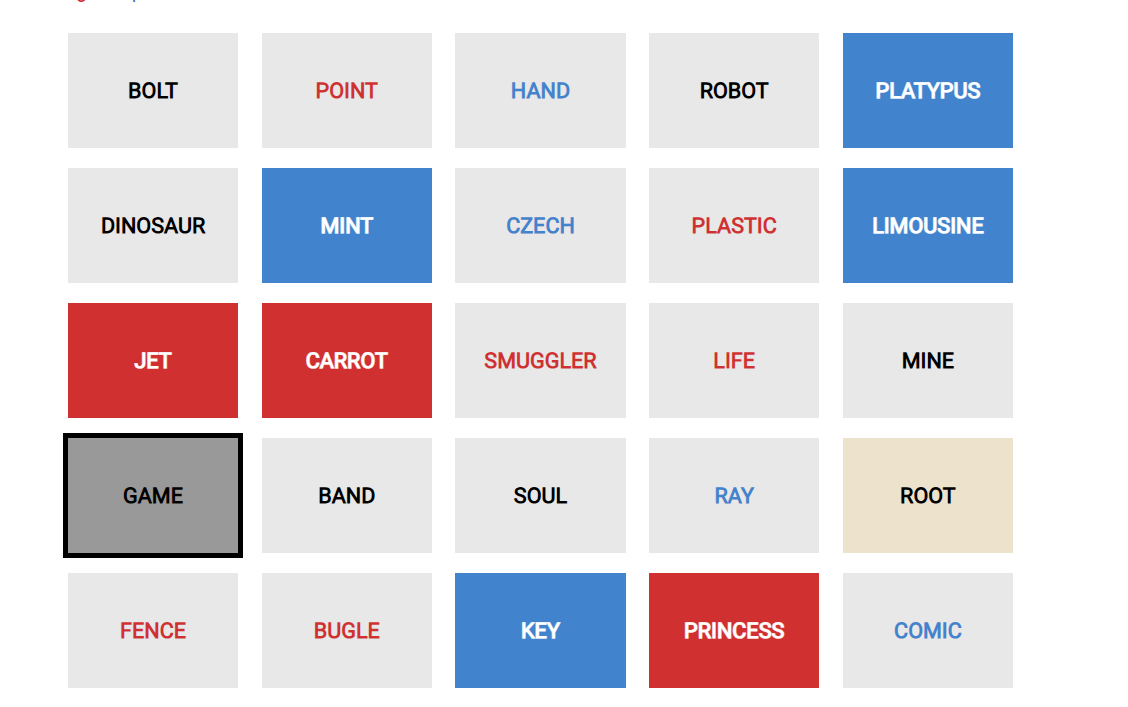 BOLT POINT HAND ROBOT PLATYPUS
DINOSAUR MINT CZECH PLASTIC LIMOUSINE
JET CARROT SMUGGLER LIFE MINE
GAME BAND SOUL RAY ROOT
FENCE BUGLE KEY PRINCESS COMIC